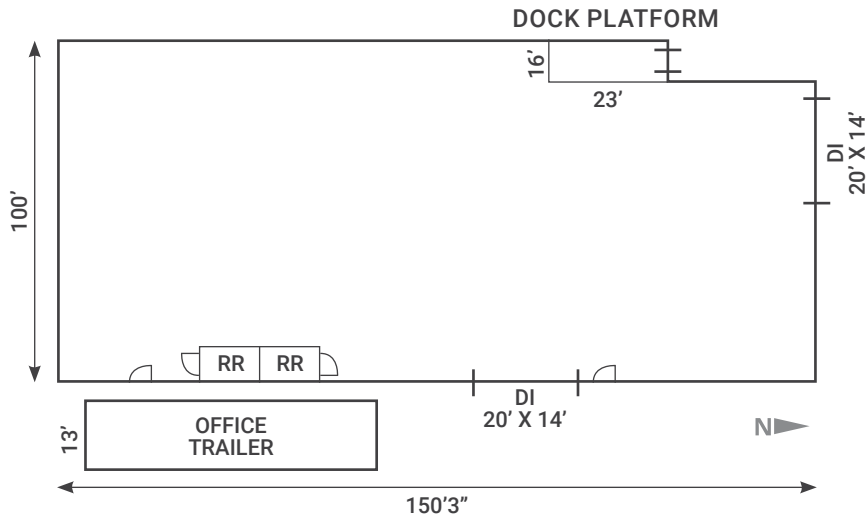 DOCK PLATFORM
16’
23’
DI
20’ X 14’
100’
RR
RR
DI
20’ X 14’
OFFICE
TRAILER
13’
N
150’3”